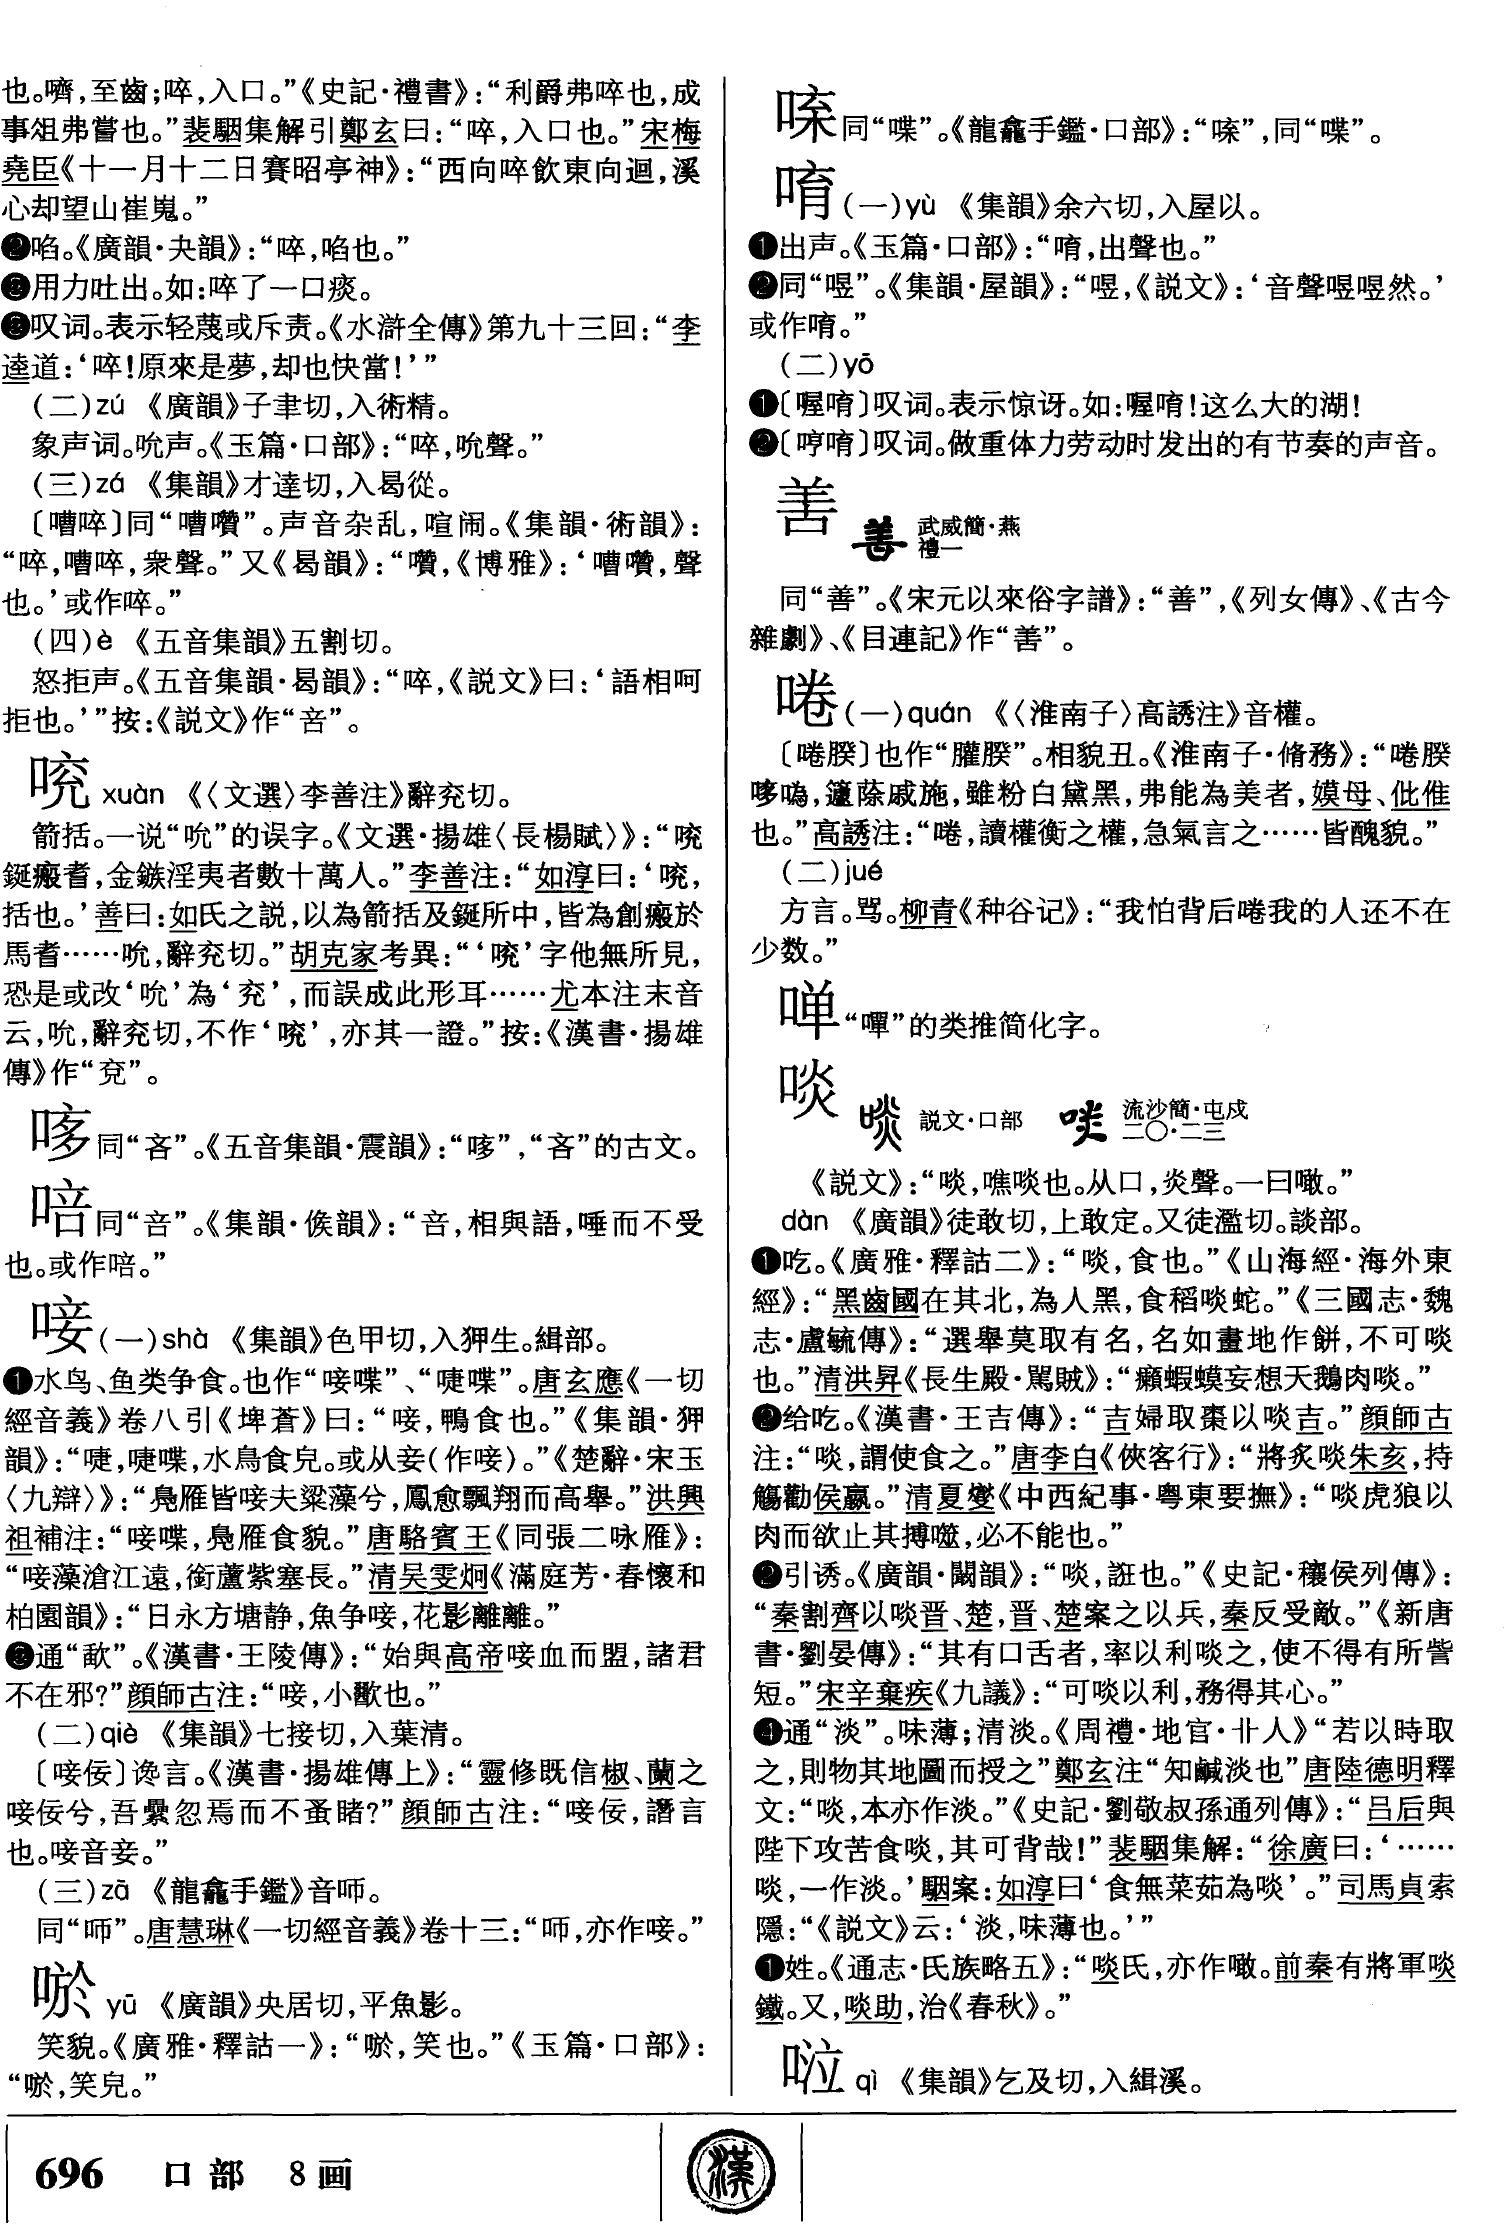 也。嚌，至齒；啐，入口。”《史記·禮書》：“利爵弗啐也，成
事俎弗嘗也。”裴駰集解引鄭玄曰：“啐，入口也。”宋梅
堯臣《十一月十二日賽昭亭神》：“西向啐飲東向迴，溪
心却望山崔嵬。”
❷啗。《廣韻·夬韻》：“啐，啗也。”
用力吐出。如：啐了一口痰。
叹词。表示轻蔑或斥责。《水滸全傳》第九十三回：“李
逵道：‘啐！原來是夢，却也快當！’”
（二）zú 《廣韻》子聿切，入術精。
象声词。吮声。《玉篇·口部》：“啐，吮聲。”
（三）zá 《集韻》才達切，入曷從。
〔嘈啐〕同“嘈囋”。声音杂乱，喧闹。《集韻·術韻》：
“啐，嘈啐，衆聲。”又《曷韻》：“囋，《博雅》：‘嘈囋，聲
也。’或作啐。”
（四）è 《五音集韻》五割切。
怒拒声。《五音集韻·曷韻》：“啐，《説文》曰：‘語相呵
拒也。’”按：《説文》作“㖕”。
xuàn 《〈文選〉李善注》辭兖切。
箭括。一说“吮”的误字。《文選·揚雄〈長楊賦〉》：“
鋋瘢耆，金鏃淫夷者數十萬人。”李善注：“如淳曰：‘
括也。’善曰：如氏之説，以為箭括及鋋所中，皆為創瘢於
馬耆……吮，辭兖切。”胡克家考異：“‘’字他無所見，
恐是或改‘吮’為‘兖’，而誤成此形耳……尤本注末音
云，吮，辭兖切，不作‘’，亦其一證。”按：《漢書·揚雄
傳》作“兖”。
哆同“吝”。《五音集韻·震韻》：“”，“吝”的古文。
㖣同“咅”。《集韻·俟韻》：“咅，相與語，唾而不受
也。或作㖣。”
唼（一）shà 《集韻》色甲切，入狎生。緝部。
❶水鸟、鱼类争食。也作“唼喋”、“啑喋”。唐玄應《一切
經音義》卷八引《埤蒼》曰：“唼，鴨食也。”《集韻·狎
韻》：“啑，啑喋，水鳥食皃。或从妾（作唼）。”《楚辭·宋玉
〈九辯〉》：“鳧雁皆唼夫粱藻兮，鳳愈飄翔而高舉。”洪興
祖補注：“唼喋，鳧雁食貌。”唐駱賓王《同張二咏雁》：
“唼藻滄江遠，銜蘆紫塞長。”清吴雯炯《滿庭芳·春懷和
柏園韻》：“日永方塘静，魚争唼，花影離離。”
❷通“歃”。《漢書·王陵傳》：“始與高帝唼血而盟，諸君
不在邪？”顔師古注：“唼，小歠也。”
（二）qiè 《集韻》七接切，入葉清。
〔唼佞〕谗言。《漢書·揚雄傳上》：“靈修既信椒、蘭之
唼佞兮，吾纍忽焉而不蚤睹？”顔師古注：“唼佞，譖言
也。唼音妾。”
（三）zā 《龍龕手鑑》音咂。
同“咂”。唐慧琳《一切經音義》卷十三：“咂，亦作唼。”
唹 yū 《廣韻》央居切，平魚影。
笑貌。《廣雅·釋詁一》：“唹，笑也。”《玉篇·口部》：
“唹，笑皃。”
同“喋”。《龍龕手鑑·口部》：“”，同“喋”。
唷（一）yù 《集韻》余六切，入屋以。
❶出声。《玉篇·口部》：“唷，出聲也。”
❷同“喅”。《集韻·屋韻》：“喅，《説文》：‘音聲喅喅然。’
或作唷。”
（二）yō
❶〔喔唷〕叹词。表示惊讶。如：喔唷！这么大的湖！
❷〔哼唷〕叹词。做重体力劳动时发出的有节奏的声音。
武威簡·燕
禮一
同“善”。《宋元以來俗字譜》：“善”，《列女傳》、《古今
雜劇》、《目連記》作“”。
啳（一）quán 《〈淮南子〉高誘注》音權。
〔啳朡〕也作“臛朡”。相貌丑。《淮南子·脩務》：“啳朡
哆噅，籧蒢戚施，雖粉白黛黑，弗能為美者，嫫母、仳倠
也。”高誘注：“啳，讀權衡之權，急氣言之……皆醜貌。”
（二）jué
方言。骂。柳青《种谷记》：“我怕背后啳我的人还不在
少数。”
啴“嘽”的类推简化字。
啖 説文·口部 流沙簡·屯戍
二〇·二三
《説文》：“啖，噍啖也。从口，炎聲。一曰噉。”
dàn 《廣韻》徒敢切，上敢定。又徒濫切。談部。
❶吃。《廣雅·釋詁二》：“啖，食也。”《山海經·海外東
經》：“黑齒國在其北，為人黑，食稻啖蛇。”《三國志·魏
志·盧毓傳》：“選舉莫取有名，名如畫地作餅，不可啖
也。”清洪昇《長生殿·駡賊》：“癩蝦蟆妄想天鵝肉啖。”
❷给吃。《漢書·王吉傳》：“吉婦取棗以啖吉。”顔師古
注：“啖，謂使食之。”唐李白《俠客行》：“將炙啖朱亥，持
觴勸侯嬴。”清夏燮《中西紀事·粤東要撫》：“啖虎狼以
肉而欲止其搏噬，必不能也。”
❷引诱。《廣韻·闞韻》：“啖，誑也。”《史記·穰侯列傳》：
“秦割齊以啖晋、楚，晋、楚案之以兵，秦反受敵。”《新唐
書·劉晏傳》：“其有口舌者，率以利啖之，使不得有所訾
短。”宋辛棄疾《九議》：“可啖以利，務得其心。”
❹通“淡”。味薄；清淡。《周禮·地官·卝人》“若以時取
之，則物其地圖而授之”鄭玄注“知鹹淡也”唐陸德明釋
文：“啖，本亦作淡。”《史記·劉敬叔孫通列傳》：“吕后與
陛下攻苦食啖，其可背哉！”裴駰集解：“徐廣曰：‘……
啖，一作淡。’駰案：如淳曰‘食無菜茹為啖’。”司馬貞索
隱：“《説文》云：‘淡，味薄也。’”
❶姓。《通志·氏族略五》：“啖氏，亦作噉。前秦有將軍啖
鐵。又，啖助，治《春秋》。”
㕸 qì 《集韻》乞及切，入緝溪。
696 口部 8画
漢